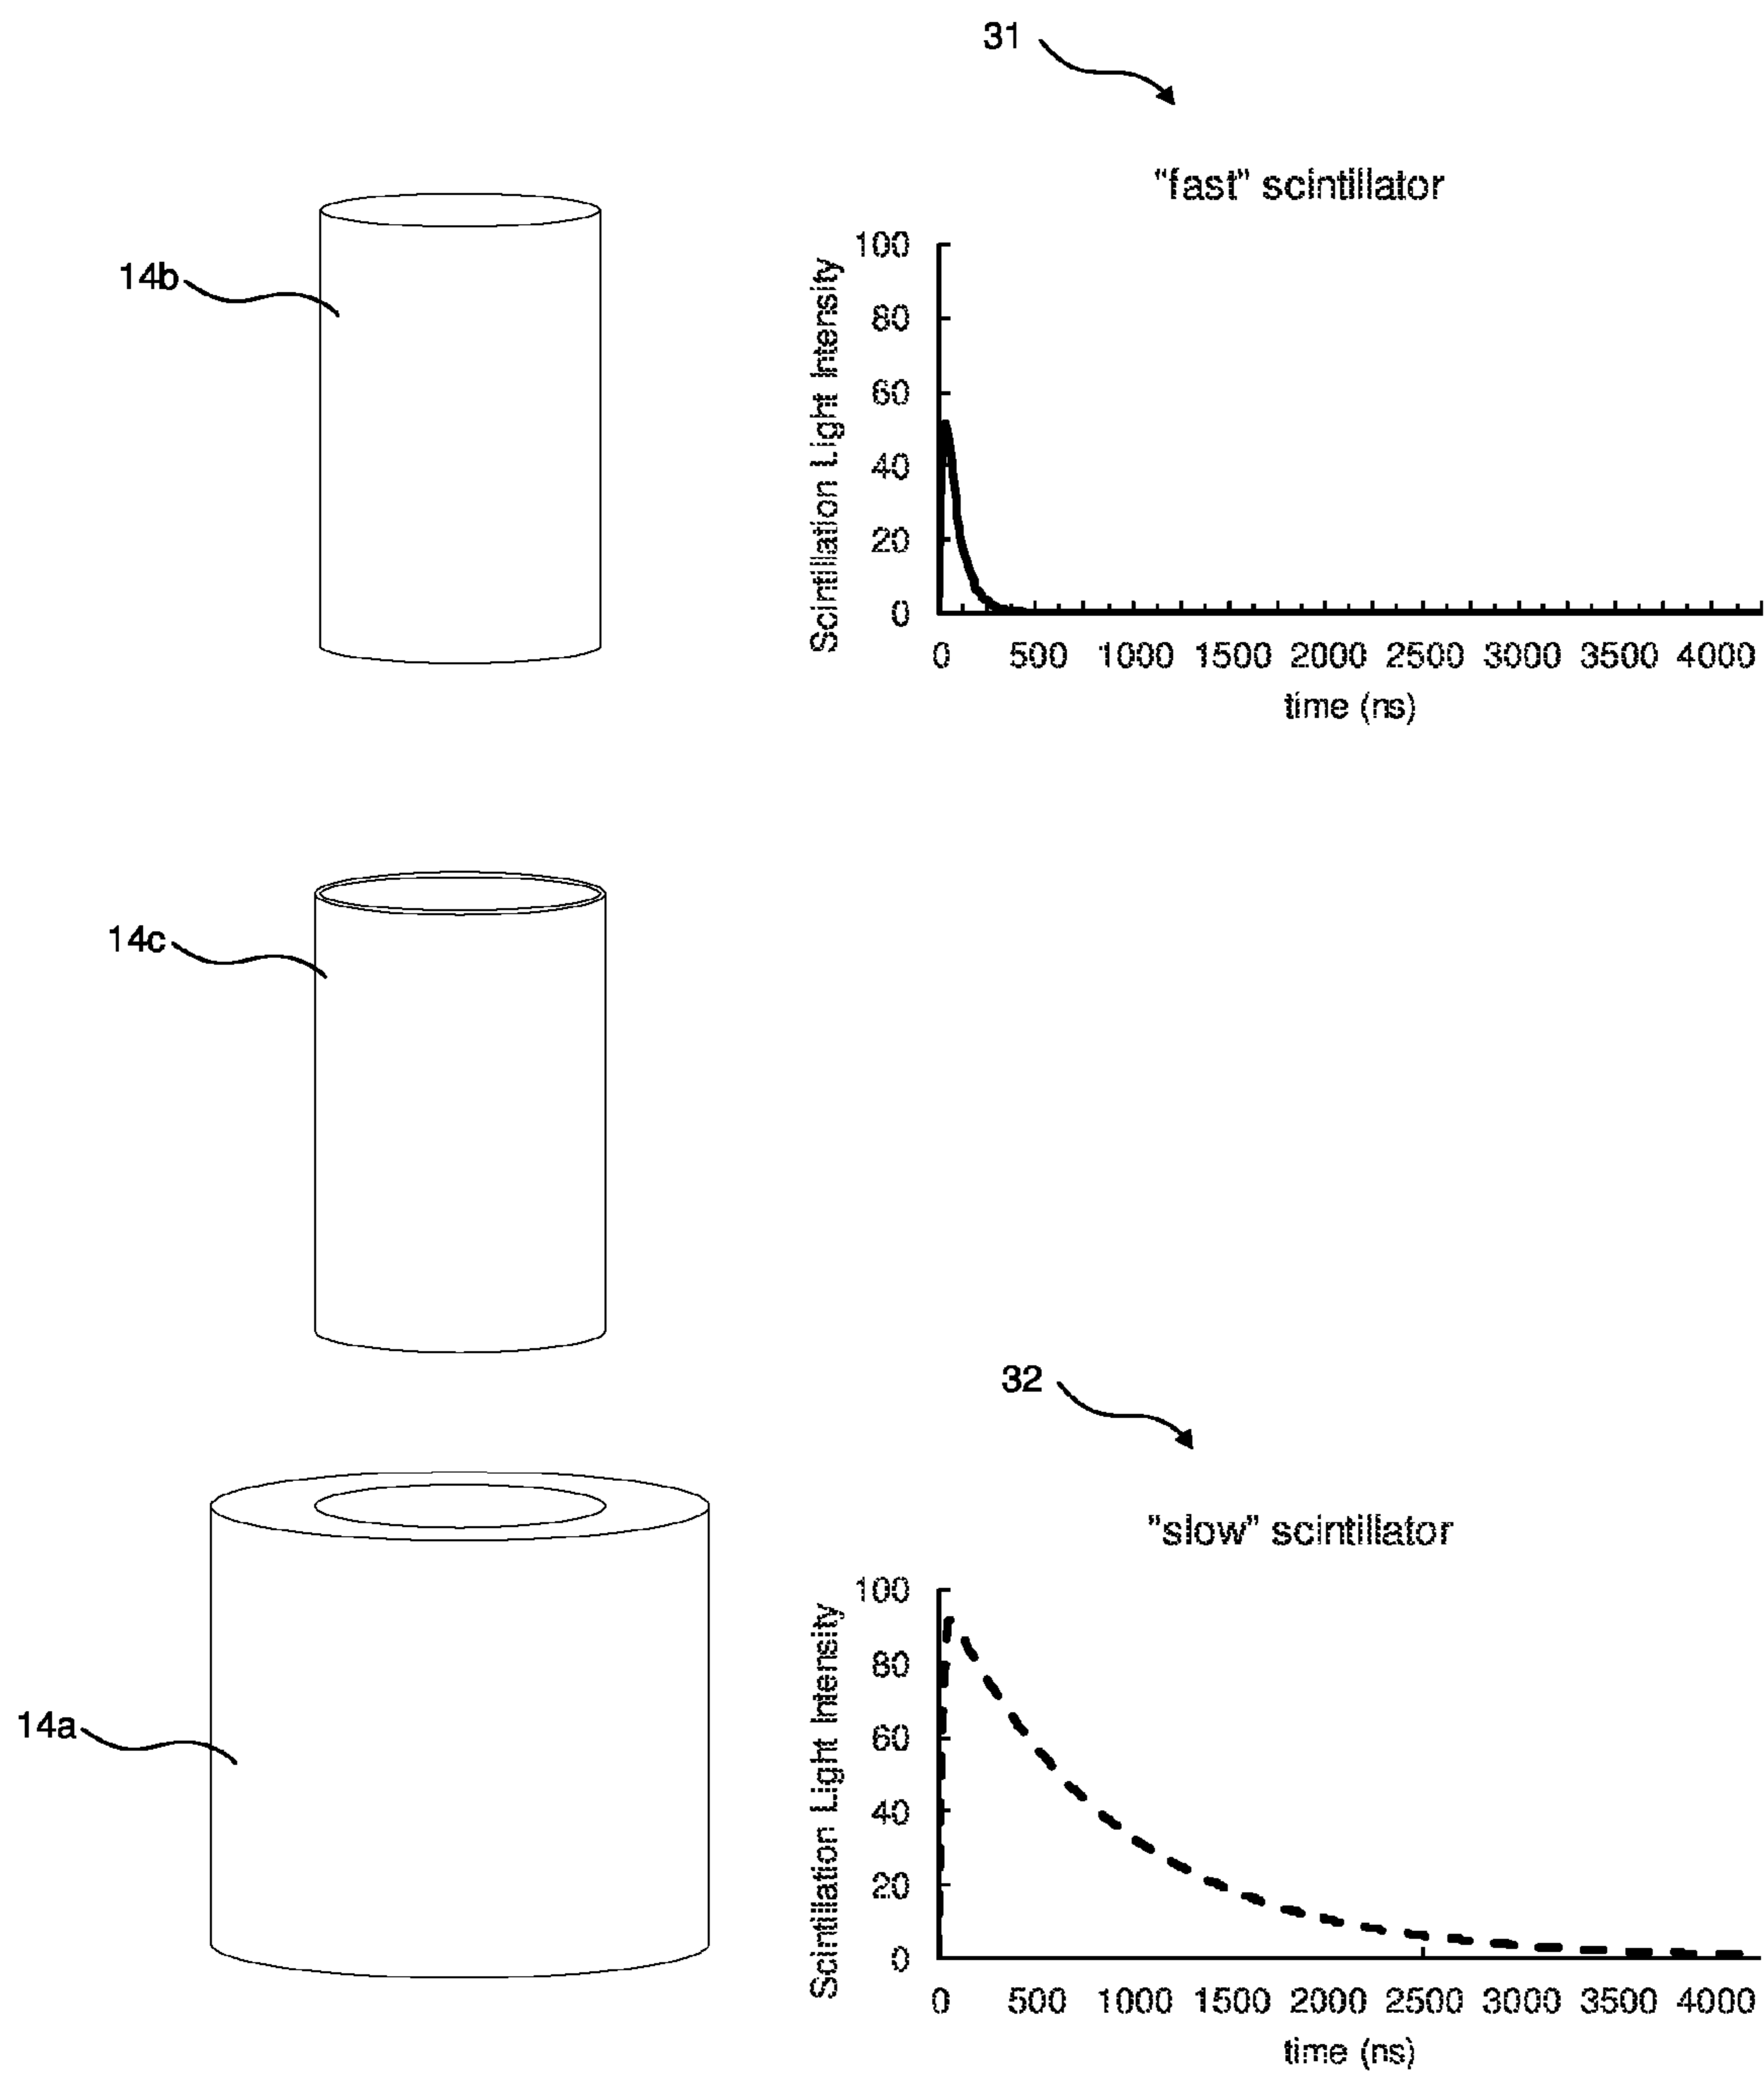 31
"fast" scintillator
14b
Scintillation Light Intensity
100
80
60
40
20
0
0 500 1000 1500 2000 2500 3000 3500 4000
time (ns)
14c
32
"slow" scintillator
14a
Scintillation Light Intensity
100
80
60
40
20
0
0 500 1000 1500 2000 2500 3000 3500 4000
time (ns)